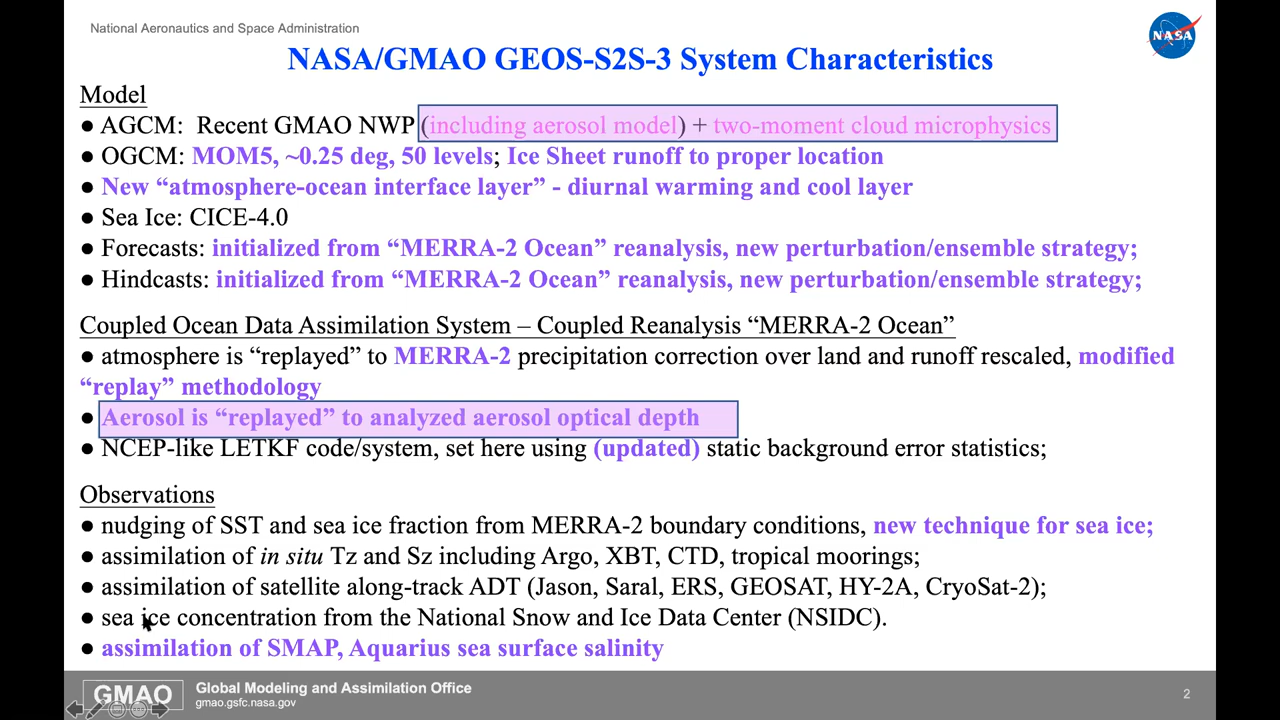 National Aeronautics and Space Administration
NASA
NASA/GMAO GEOS-S2S-3 System Characteristics
Model
● AGCM: Recent GMAO NWP (including aerosol model) + two-moment cloud microphysics
● OGCM: MOM5, ~0.25 deg, 50 levels; Ice Sheet runoff to proper location
● New “atmosphere-ocean interface layer” - diurnal warming and cool layer
● Sea Ice: CICE-4.0
● Forecasts: initialized from “MERRA-2 Ocean” reanalysis, new perturbation/ensemble strategy;
● Hindcasts: initialized from “MERRA-2 Ocean” reanalysis, new perturbation/ensemble strategy;
Coupled Ocean Data Assimilation System – Coupled Reanalysis “MERRA-2 Ocean”
● atmosphere is “replayed” to MERRA-2 precipitation correction over land and runoff rescaled, modified
“replay” methodology
● Aerosol is “replayed” to analyzed aerosol optical depth
● NCEP-like LETKF code/system, set here using (updated) static background error statistics;
Observations
● nudging of SST and sea ice fraction from MERRA-2 boundary conditions, new technique for sea ice;
● assimilation of in situ Tz and Sz including Argo, XBT, CTD, tropical moorings;
● assimilation of satellite along-track ADT (Jason, Saral, ERS, GEOSAT, HY-2A, CryoSat-2);
● sea ice concentration from the National Snow and Ice Data Center (NSIDC).
● assimilation of SMAP, Aquarius sea surface salinity
GMAO
Global Modeling and Assimilation Office
gmao.gsfc.nasa.gov
2